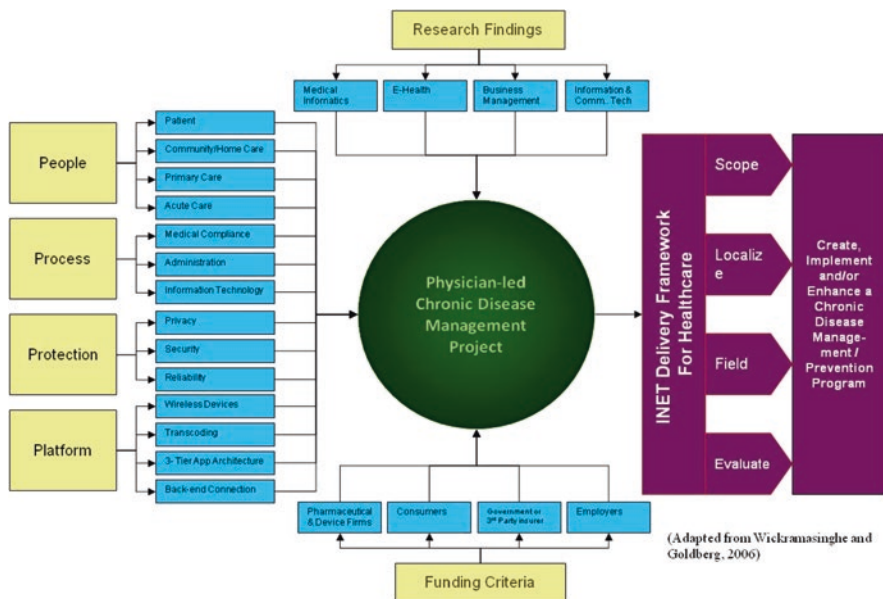 Research Findings
Medical
Infomatics
E-Health
Business
Management
Information &
Comm. Tech
People
Patient
Community/Home Care
Primary Care
Acute Care
Process
Medical Compliance
Administration
Information Technology
Protection
Privacy
Security
Reliability
Platform
Wireless Devices
Transcoding
3- Tier App Architecture
Back-end Connection
Physician-led
Chronic Disease
Management
Project
Pharmaceutical
& Device Firms
Consumers
Government or
3rd Party Insurer
Employers
Funding Criteria
INET Delivery Framework
For Healthcare
Scope
Localiz
e
Field
Evaluate
Create,
Implement
and/or
Enhance a
Chronic
Disease
Manage-
ment /
Prevention
Program
(Adapted from Wickramasinghe and
Goldberg, 2006)